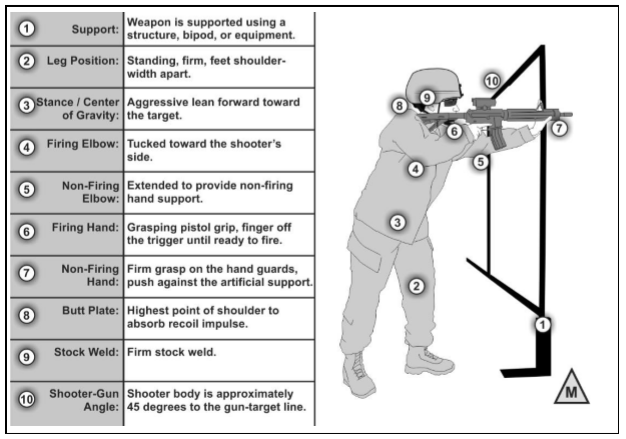 1 Support: Weapon is supported using a
structure, bipod, or equipment.
2 Leg Position: Standing, firm, feet shoulder-
width apart.
3 Stance / Center Aggressive lean forward toward
of Gravity: the target.
4 Firing Elbow: Tucked toward the shooter's
side.
5 Non-Firing Extended to provide non-firing
Elbow: hand support.
6 Firing Hand: Grasping pistol grip, finger off
the trigger until ready to fire.
7 Non-Firing Firm grasp on the hand guards,
Hand: push against the artificial support.
8 Butt Plate: Highest point of shoulder to
absorb recoil impulse.
9 Stock Weld: Firm stock weld.
10 Shooter-Gun Shooter body is approximately
Angle: 45 degrees to the gun-target line.
10
9
8
6
7
5
4
3
2
1
M